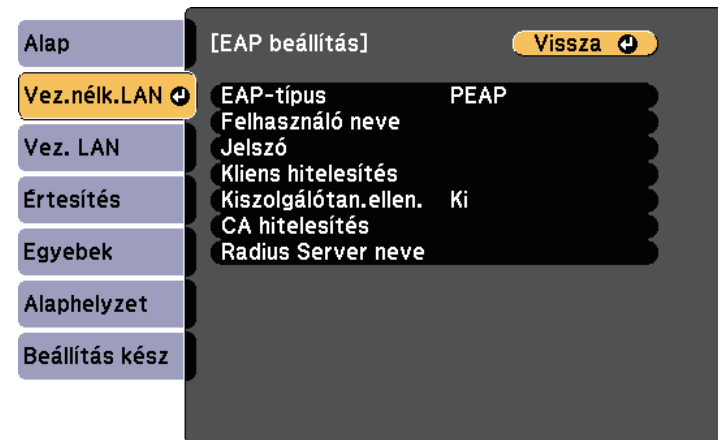 Alap
Vez.nélk.LAN
Vez. LAN
Értesítés
Egyebek
Alaphelyzet
Beállítás kész
[EAP beállítás]
Vissza
EAP-típus PEAP
Felhasználó neve
Jelszó
Kliens hitelesítés
Kiszolgálótan.ellen. Ki
CA hitelesítés
Radius Server neve